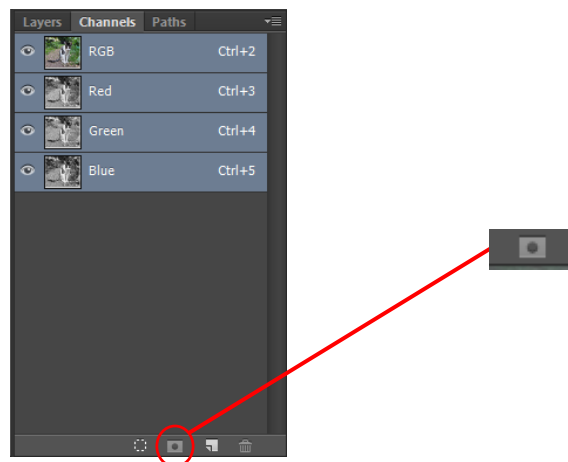 Layers Channels Paths
RGB Ctrl+2
Red Ctrl+3
Green Ctrl+4
Blue Ctrl+5